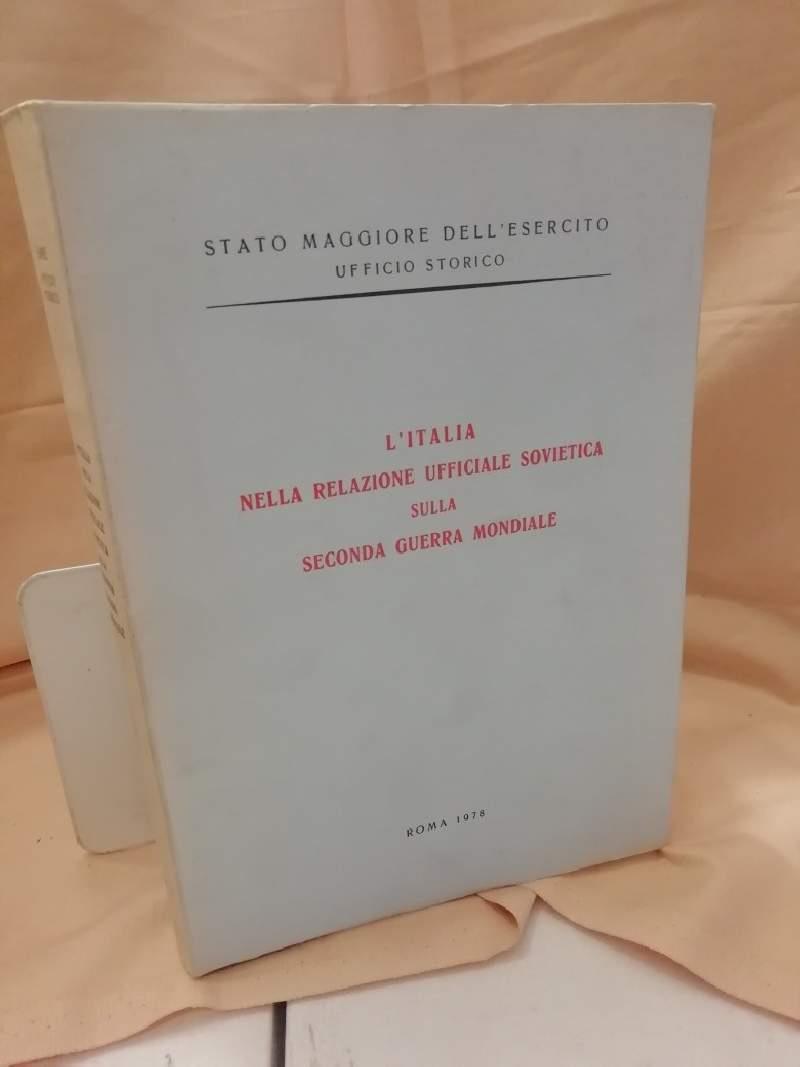 STATO MAGGIORE DELL'ESERCITO
UFFICIO STORICO
L'ITALIA
NELLA RELAZIONE UFFICIALE SOVIETICA
SULLA
SECONDA GUERRA MONDIALE
ROMA 1978